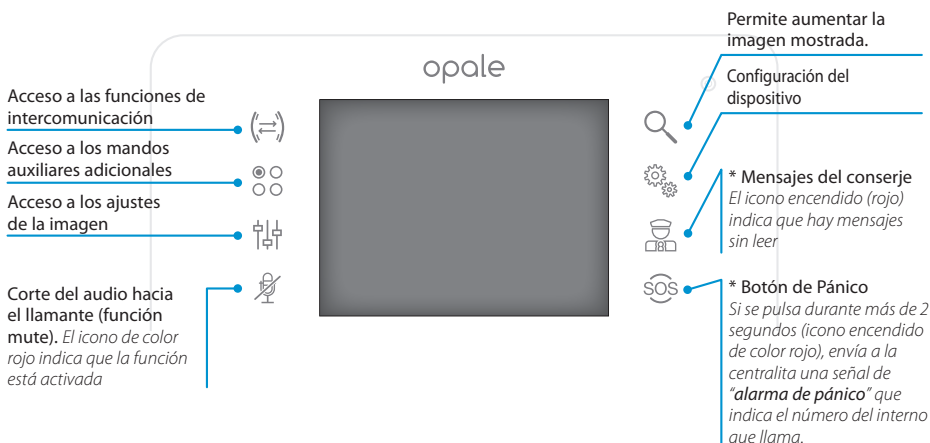 opale
Acceso a las funciones de
intercomunicación
Acceso a los mandos
auxiliares adicionales
Acceso a los ajustes
de la imagen
Corte del audio hacia
el llamante (función
mute). El icono de color
rojo indica que la función
está activada
Permite aumentar la
imagen mostrada.
Configuración del
dispositivo
* Mensajes del conserje
El icono encendido (rojo)
indica que hay mensajes
sin leer
SOS
* Botón de Pánico
Si se pulsa durante más de 2
segundos (icono encendido
de color rojo), envía a la
centralita una señal de
“alarma de pánico” que
indica el número del interno
que llama.